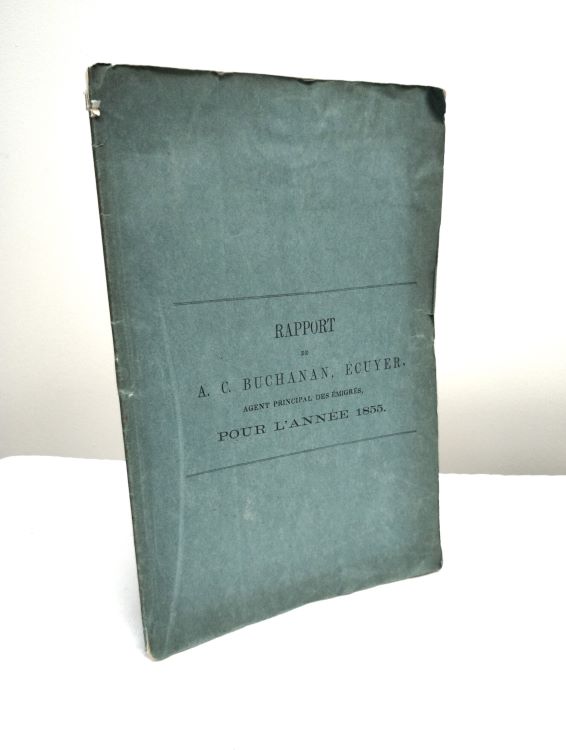 RAPPORT
DE
A. C. BUCHANAN, ECUYER,
AGENT PRINCIPAL DES ÉMIGRÉS,
POUR L'ANNÉE 1855.